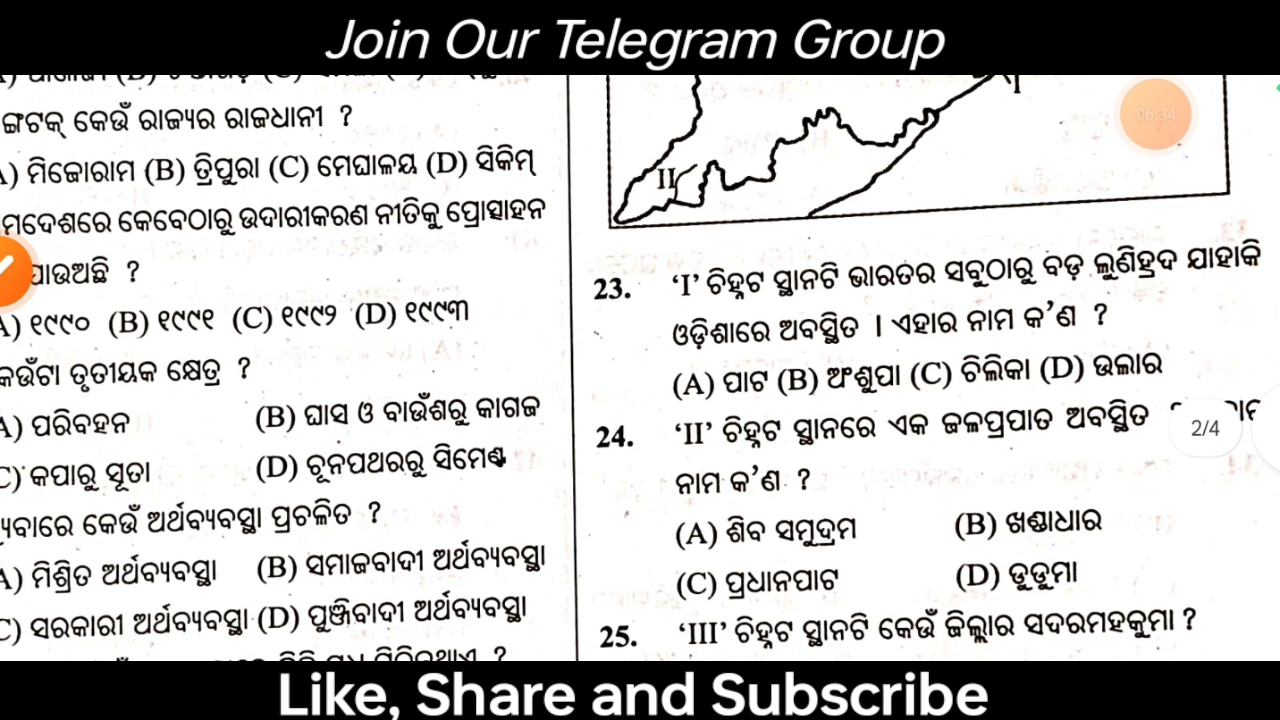 Join Our Telegram Group
06:34
ଙ୍ଗଟକ୍ କେଉଁ ରାଜ୍ୟର ରାଜଧାନୀ ?
A) ମିଜୋରାମ (B) ତ୍ରିପୁରା (C) ମେଘାଳୟ (D) ସିକିମ୍
ମଦେଶରେ କେବେଠାରୁ ଉଦାରୀକରଣ ନୀତିକୁ ପ୍ରୋତ୍ସାହନ
ଯାଉଅଛି ?
A) ୧୯୯୦ (B) ୧୯୯୧ (C) ୧୯୯୨ (D) ୧୯୯୩
କେଉଁଟା ତୃତୀୟକ କ୍ଷେତ୍ର ?
A) ପରିବହନ (B) ଘାସ ଓ ବାଉଁଶରୁ କାଗଜ
C) କପାରୁ ସୂତା (D) ଚୂନପଥରରୁ ସିମେଣ୍ଟ
ୟୁବାରେ କେଉଁ ଅର୍ଥବ୍ୟବସ୍ଥା ପ୍ରଚଳିତ ?
A) ମିଶ୍ରିତ ଅର୍ଥବ୍ୟବସ୍ଥା (B) ସମାଜବାଦୀ ଅର୍ଥବ୍ୟବସ୍ଥା
C) ସରକାରୀ ଅର୍ଥବ୍ୟବସ୍ଥା (D) ପୁଞ୍ଜିବାଦୀ ଅର୍ଥବ୍ୟବସ୍ଥା
I
II
23. ‘I’ ଚିହ୍ନଟ ସ୍ଥାନଟି ଭାରତର ସବୁଠାରୁ ବଡ଼ ଲୁଣିହ୍ରଦ ଯାହାକି
ଓଡ଼ିଶାରେ ଅବସ୍ଥିତ । ଏହାର ନାମ କ’ଣ ?
(A) ପାଟ (B) ଅଂଶୁପା (C) ଚିଲିକା (D) ଉଲାର
24. ‘II’ ଚିହ୍ନଟ ସ୍ଥାନରେ ଏକ ଜଳପ୍ରପାତ ଅବସ୍ଥିତ
2/4
ନାମ କ’ଣ ?
(A) ଶିବ ସମୁଦ୍ରମ (B) ଖଣ୍ଡାଧାର
(C) ପ୍ରଧାନପାଟ (D) ଡୁଡୁମା
25. ‘III’ ଚିହ୍ନଟ ସ୍ଥାନଟି କେଉଁ ଜିଲ୍ଲାର ସଦରମହକୁମା ?
Like, Share and Subscribe